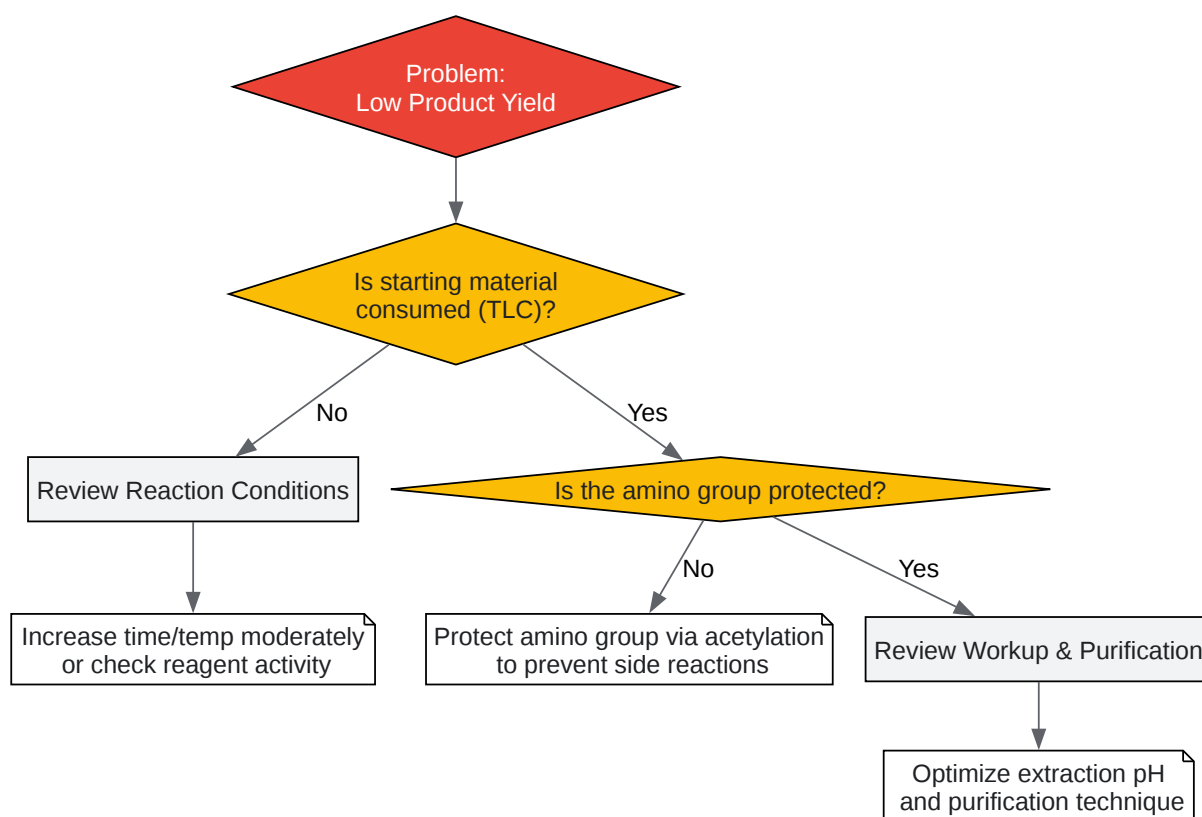 Problem:
Low Product Yield
Is starting material
consumed (TLC)?
No
Yes
Review Reaction Conditions
Is the amino group protected?
No
Yes
Increase time/temp moderately
or check reagent activity
Protect amino group via acetylation
to prevent side reactions
Review Workup & Purification
Optimize extraction pH
and purification technique